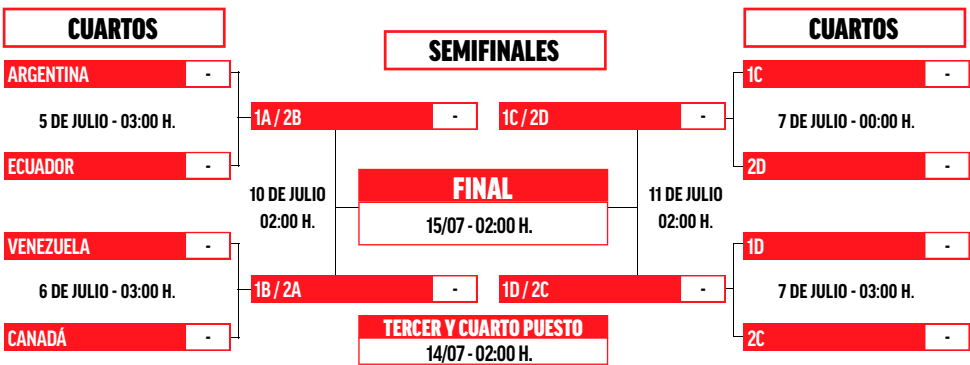 CUARTOS
CUARTOS
SEMIFINALES
ARGENTINA -
1C -
5 DE JULIO - 03:00 H.
1A / 2B -
1C / 2D -
7 DE JULIO - 00:00 H.
ECUADOR -
2D -
FINAL
10 DE JULIO
02:00 H.
15/07 - 02:00 H.
11 DE JULIO
02:00 H.
VENEZUELA -
1D -
6 DE JULIO - 03:00 H.
1B / 2A -
1D / 2C -
7 DE JULIO - 03:00 H.
CANADÁ -
2C -
TERCER Y CUARTO PUESTO
14/07 - 02:00 H.